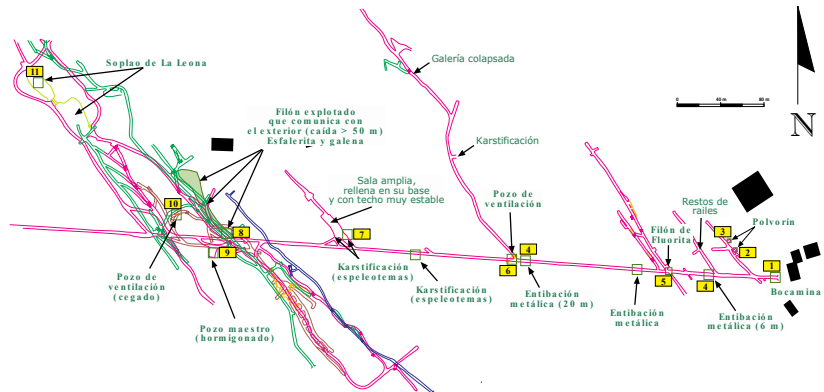 11
Soplao de La Leona
Galería colapsada
Filón explotado
que comunica con
el exterior (caída > 50 m)
Esfalerita y galena
Karstificación
0
40 m
80 m
N
Sala amplia,
rellena en su base
y con techo muy estable
Pozo de
ventilación
Restos de
railes
Polvorín
Filón de
Fluorita
10
8
9
7
4
6
3
2
1
5
4
Bocamina
Pozo de
ventilación
(cegado)
Pozo maestro
(hormigonado)
Karstificación
(espeleotemas)
Karstificación
(espeleotemas)
Entibación
metálica (20 m)
Entibación
metálica
Entibación
metálica (6 m)